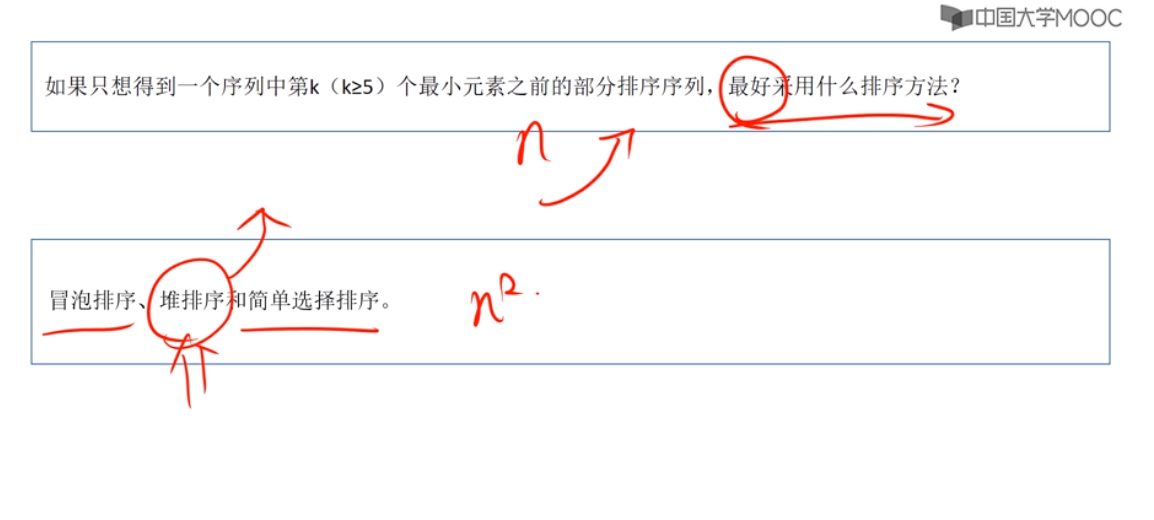 中国大学MOOC
如果只想得到一个序列中第k（k≥5）个最小元素之前的部分排序序列，最好采用什么排序方法？
n
冒泡排序、堆排序和简单选择排序。
n²